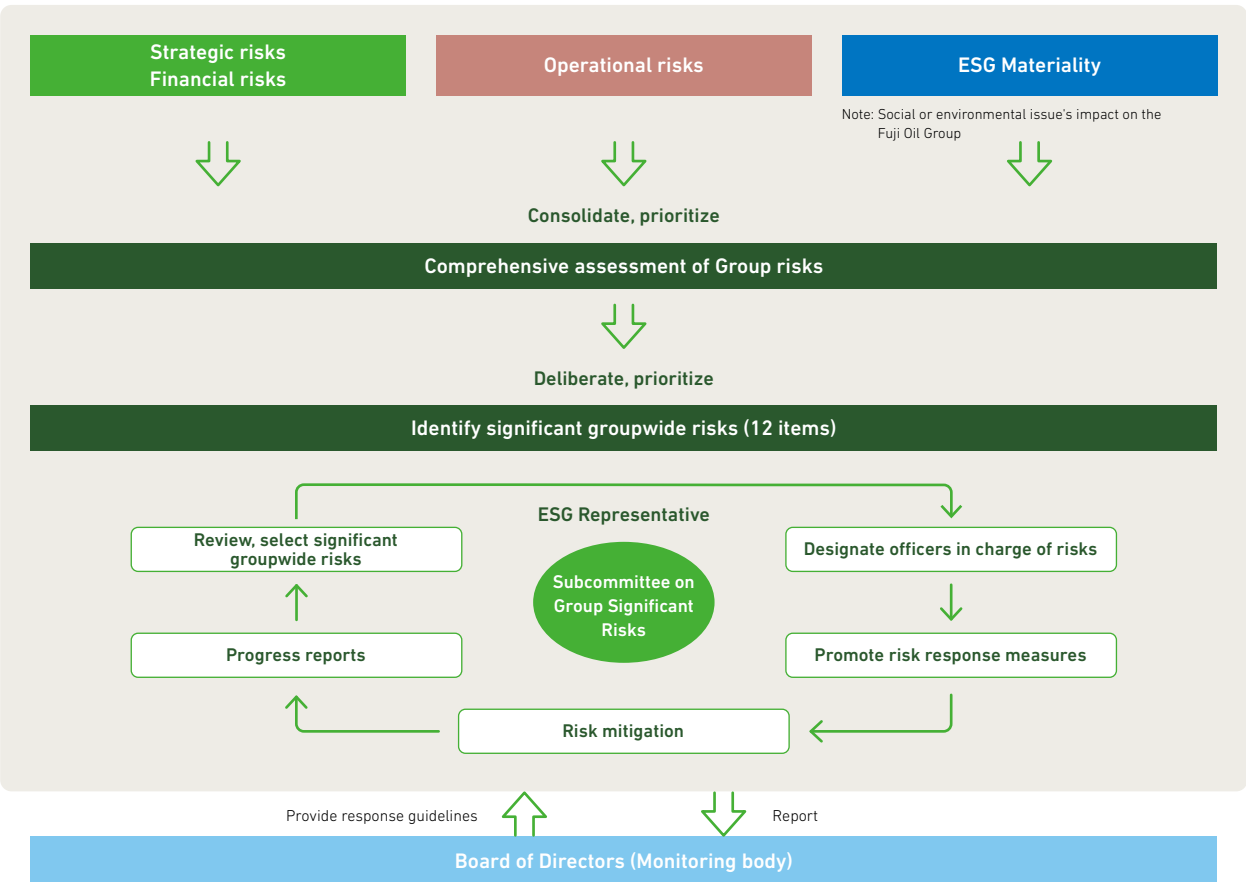 Strategic risks
Financial risks
Operational risks
ESG Materiality
Note: Social or environmental issue's impact on the
Fuji Oil Group
Consolidate, prioritize
Comprehensive assessment of Group risks
Deliberate, prioritize
Identify significant groupwide risks (12 items)
ESG Representative
Review, select significant
groupwide risks
Designate officers in charge of risks
Subcommittee on
Group Significant
Risks
Progress reports
Promote risk response measures
Risk mitigation
Provide response guidelines
Report
Board of Directors (Monitoring body)